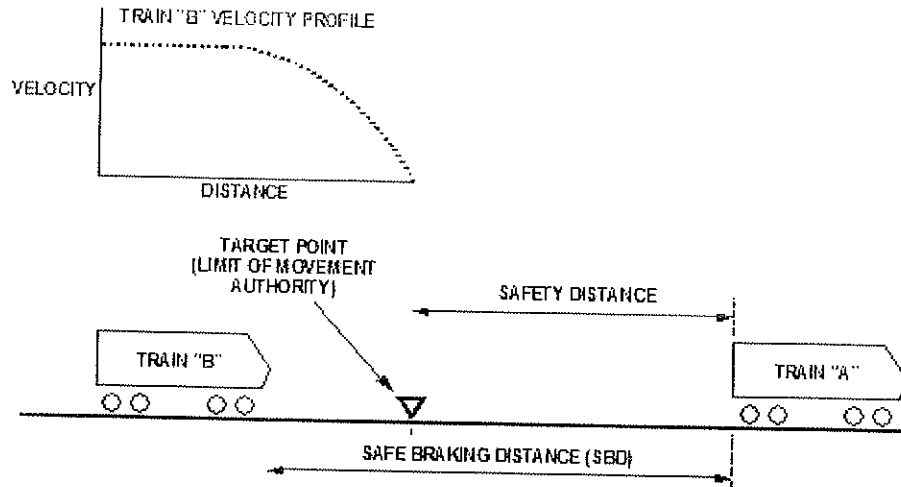 TRAIN "B" VELOCITY PROFILE
VELOCITY
DISTANCE
TARGET POINT
(LIMIT OF MOVEMENT
AUTHORITY)
SAFETY DISTANCE
TRAIN "B"
TRAIN "A"
SAFE BRAKING DISTANCE (SBD)